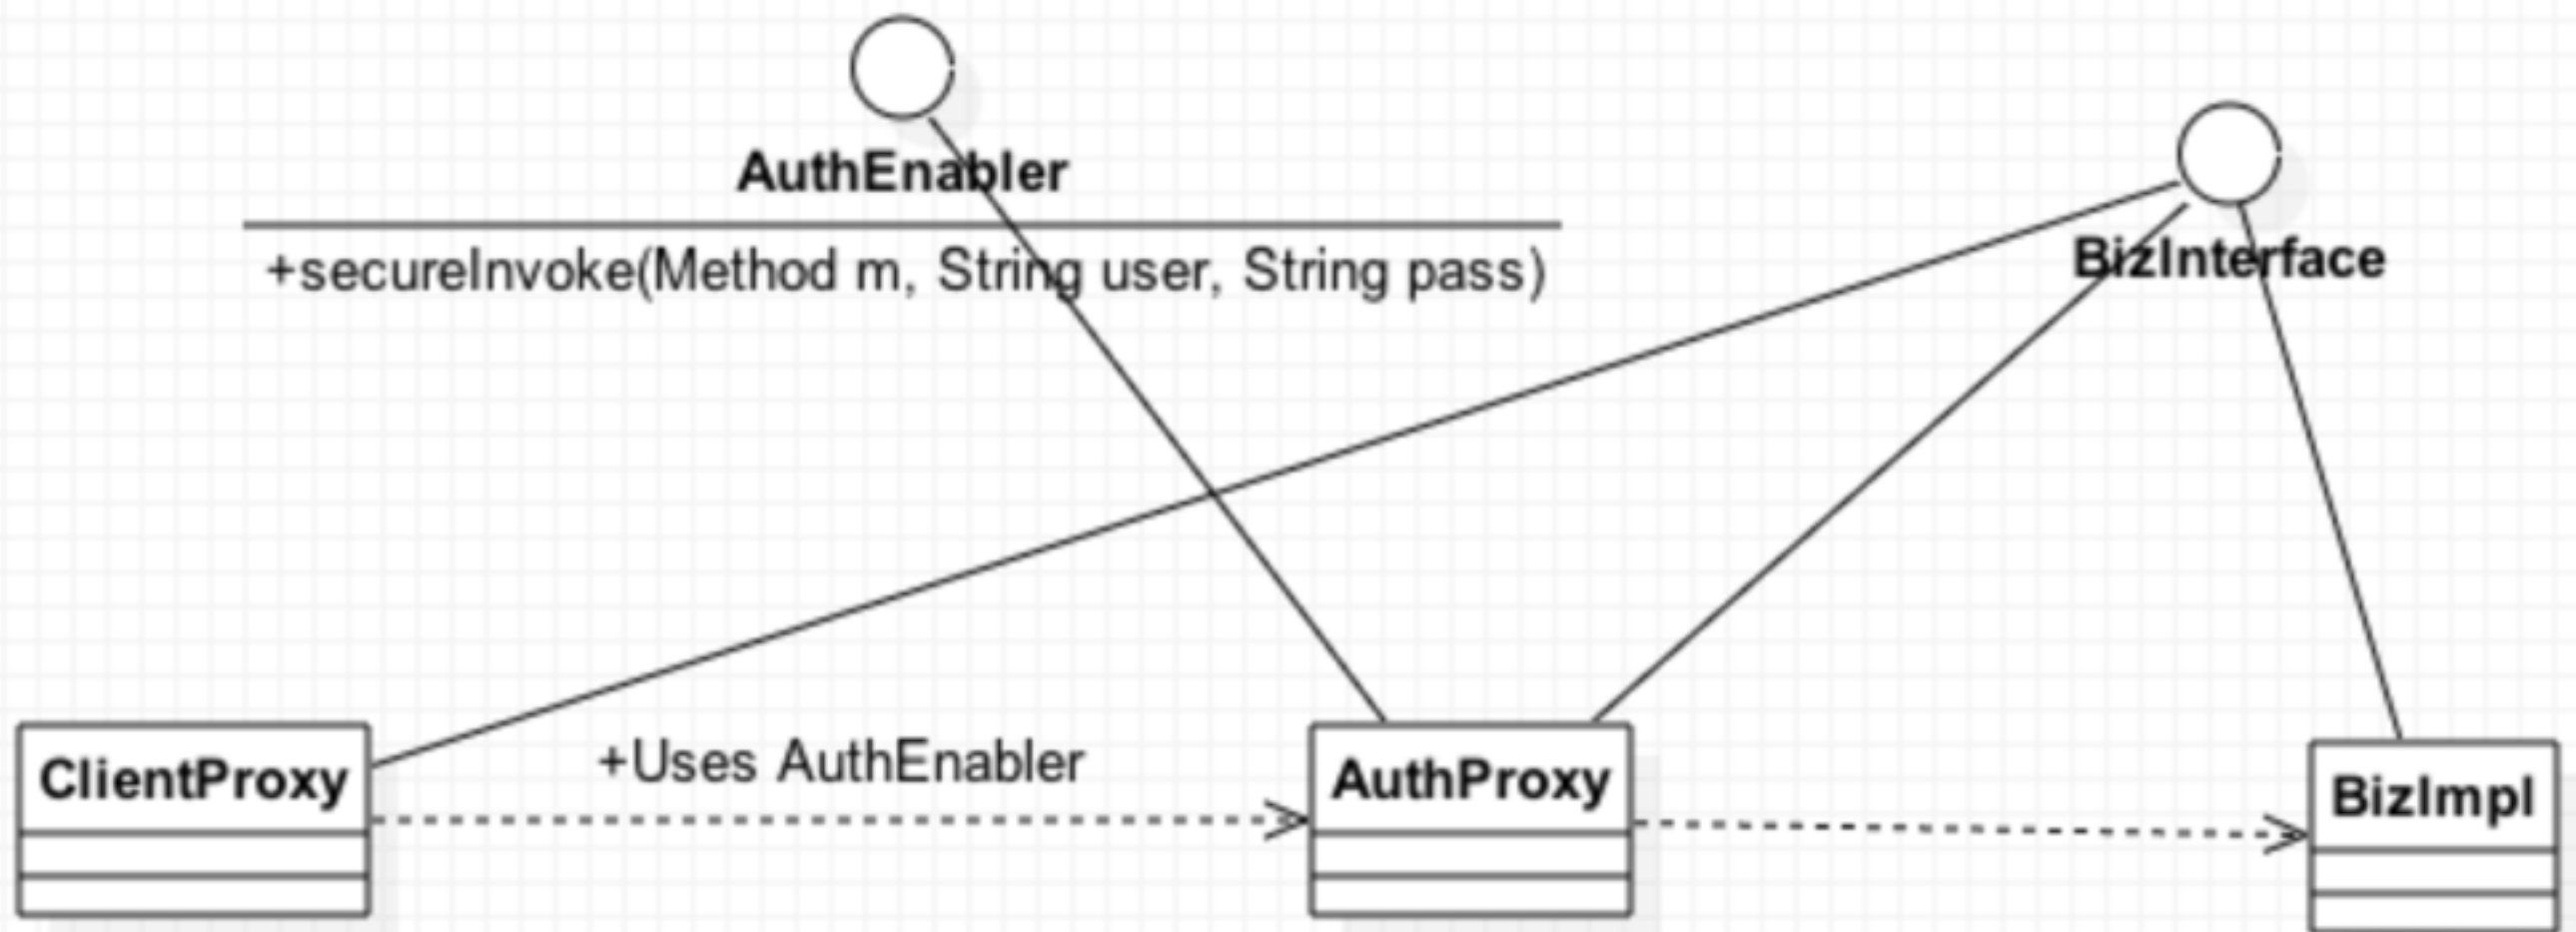 AuthEnabler
+secureInvoke(Method m, String user, String pass)
BizInterface
ClientProxy
+Uses AuthEnabler
AuthProxy
BizImpl